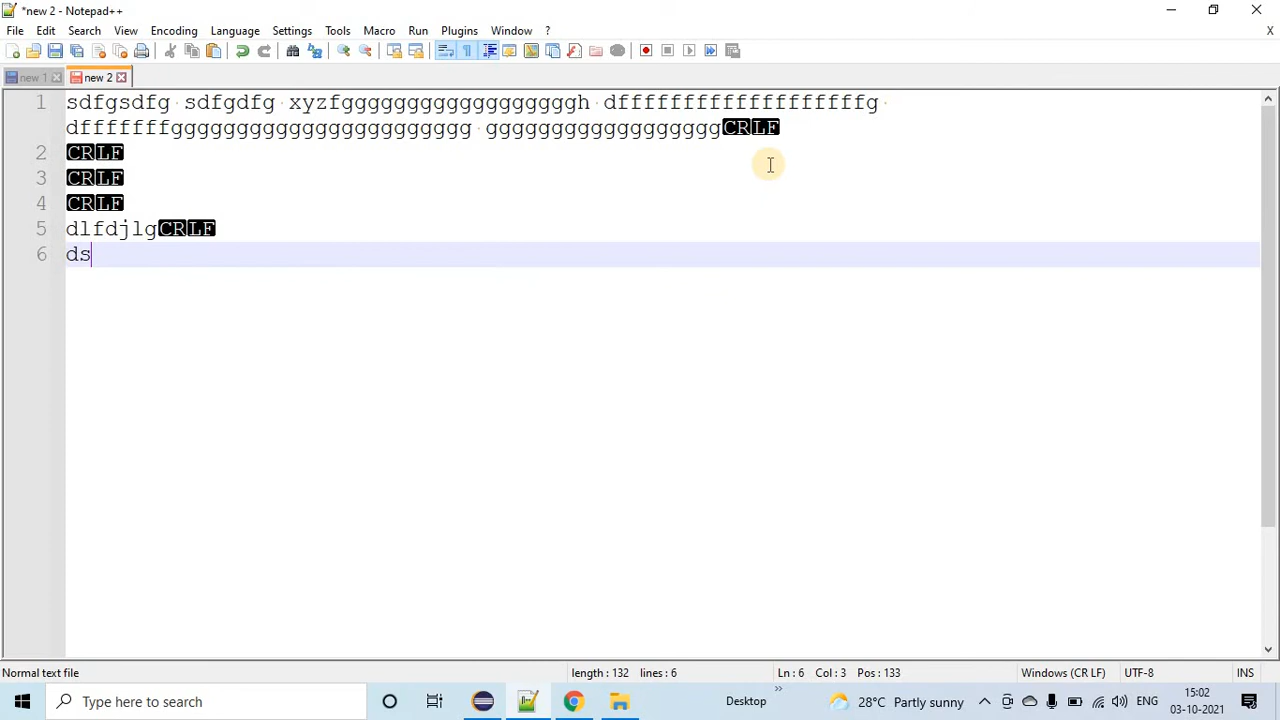 *new 2 - Notepad++
File Edit Search View Encoding Language Settings Tools Macro Run Plugins Window ? X
new 1 new 2
1 sdfgsdfg sdfgdfg xyzfggggggggggggggggggh dfffffffffffffffffffg
dfffffffggggggggggggggggggggggg ggggggggggggggggggCRLF
2 CRLF
3 CRLF
4 CRLF
5 dlfdjlgCRLF
6 ds
Normal text file length : 132 lines : 6 Ln : 6 Col : 3 Pos : 133 Windows (CR LF) UTF-8 INS
Type here to search Desktop 28°C Partly sunny ENG 15:02
03-10-2021